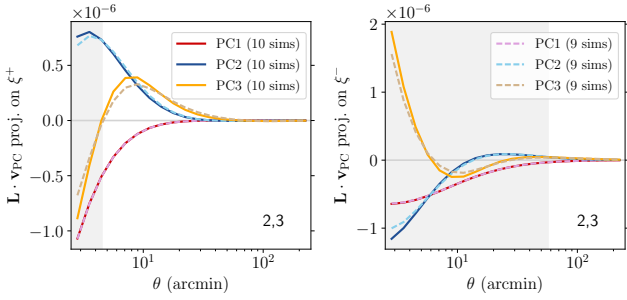 ×10⁻⁶
L · vPC proj. on ξ⁺
0.5
0.0
−0.5
−1.0
PC1 (10 sims)
PC2 (10 sims)
PC3 (10 sims)
2,3
10¹
10²
θ (arcmin)
×10⁻⁶
L · vPC proj. on ξ⁻
2
1
0
−1
PC1 (9 sims)
PC2 (9 sims)
PC3 (9 sims)
2,3
10¹
10²
θ (arcmin)